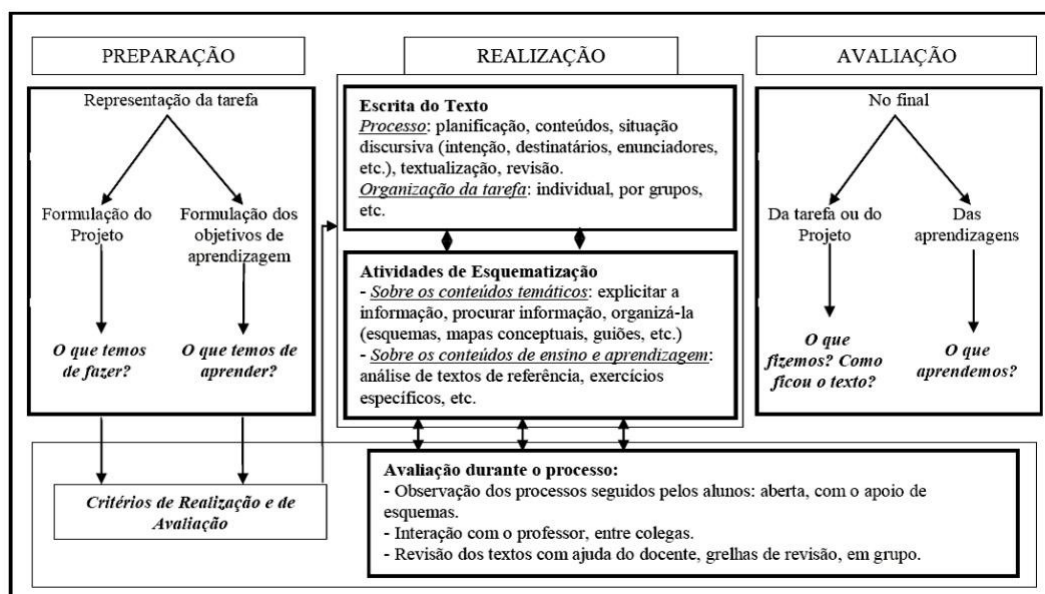 PREPARAÇÃO
Representação da tarefa
Formulação do
Projeto
Formulação dos
objetivos de
aprendizagem
O que temos
de fazer?
O que temos de
aprender?
Critérios de Realização e de
Avaliação
REALIZAÇÃO
Escrita do Texto
Processo: planificação, conteúdos, situação
discursiva (intenção, destinatários, enunciadores,
etc.), textualização, revisão.
Organização da tarefa: individual, por grupos,
etc.
Atividades de Esquematização
- Sobre os conteúdos temáticos: explicitar a
informação, procurar informação, organizá-la
(esquemas, mapas conceptuais, guiões, etc.)
- Sobre os conteúdos de ensino e aprendizagem:
análise de textos de referência, exercícios
específicos, etc.
Avaliação durante o processo:
- Observação dos processos seguidos pelos alunos: aberta, com o apoio de
esquemas.
- Interação com o professor, entre colegas.
- Revisão dos textos com ajuda do docente, grelhas de revisão, em grupo.
AVALIAÇÃO
No final
Da tarefa ou do
Projeto
Das
aprendizagens
O que
fizemos? Como
ficou o texto?
O que
aprendemos?